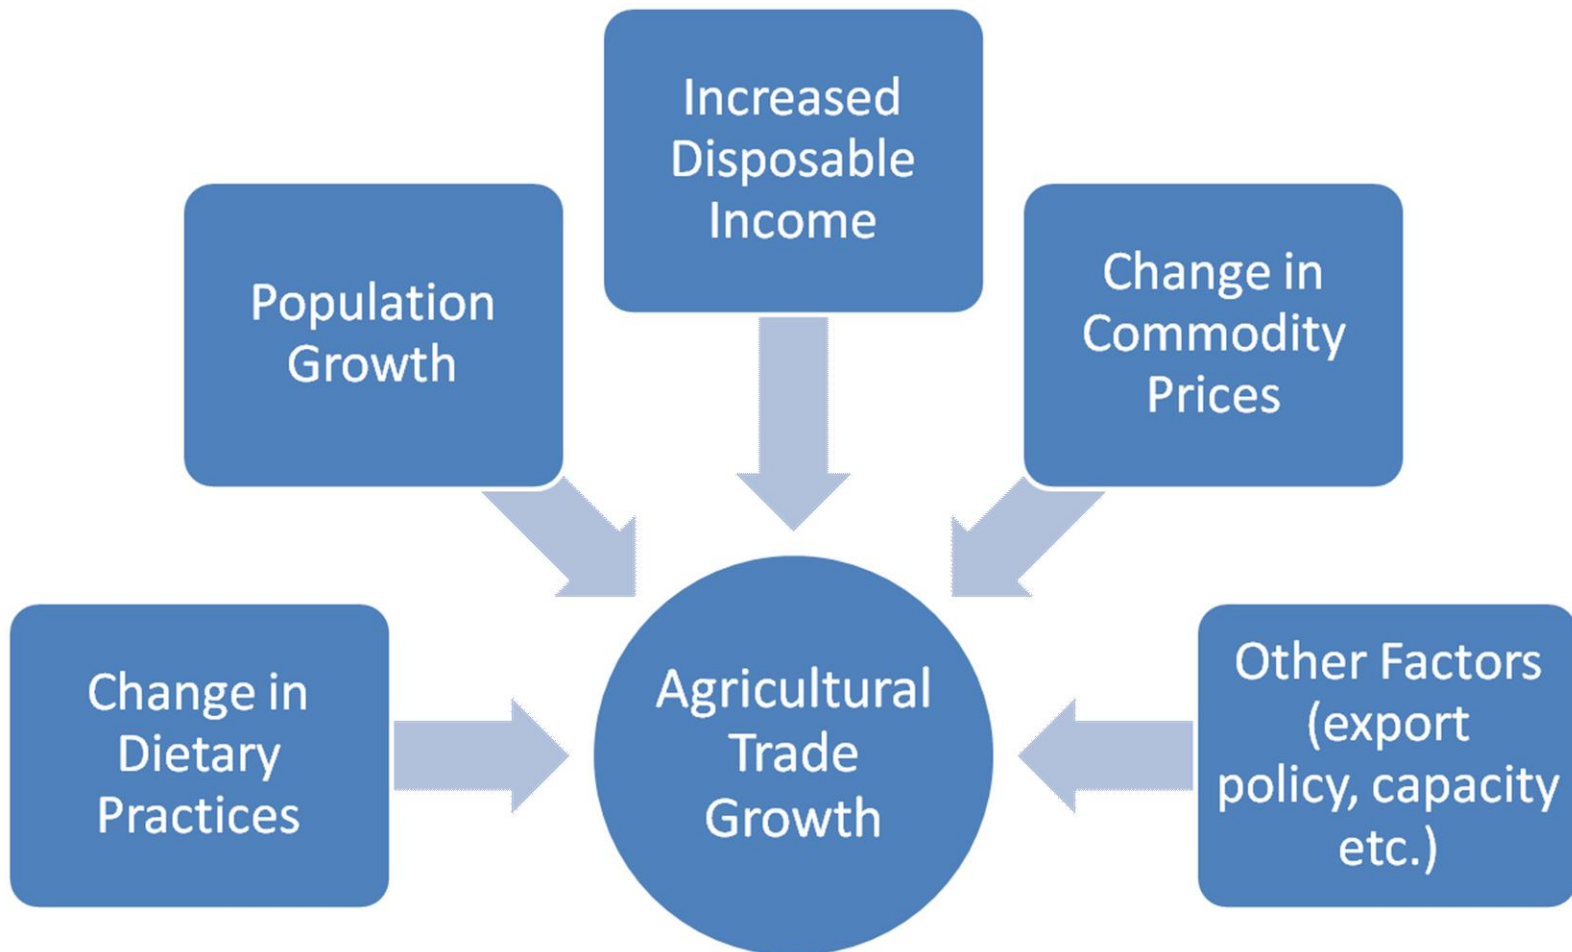 Increased
Disposable
Income
Population
Growth
Change in
Commodity
Prices
Change in
Dietary
Practices
Agricultural
Trade
Growth
Other Factors
(export
policy, capacity
etc.)